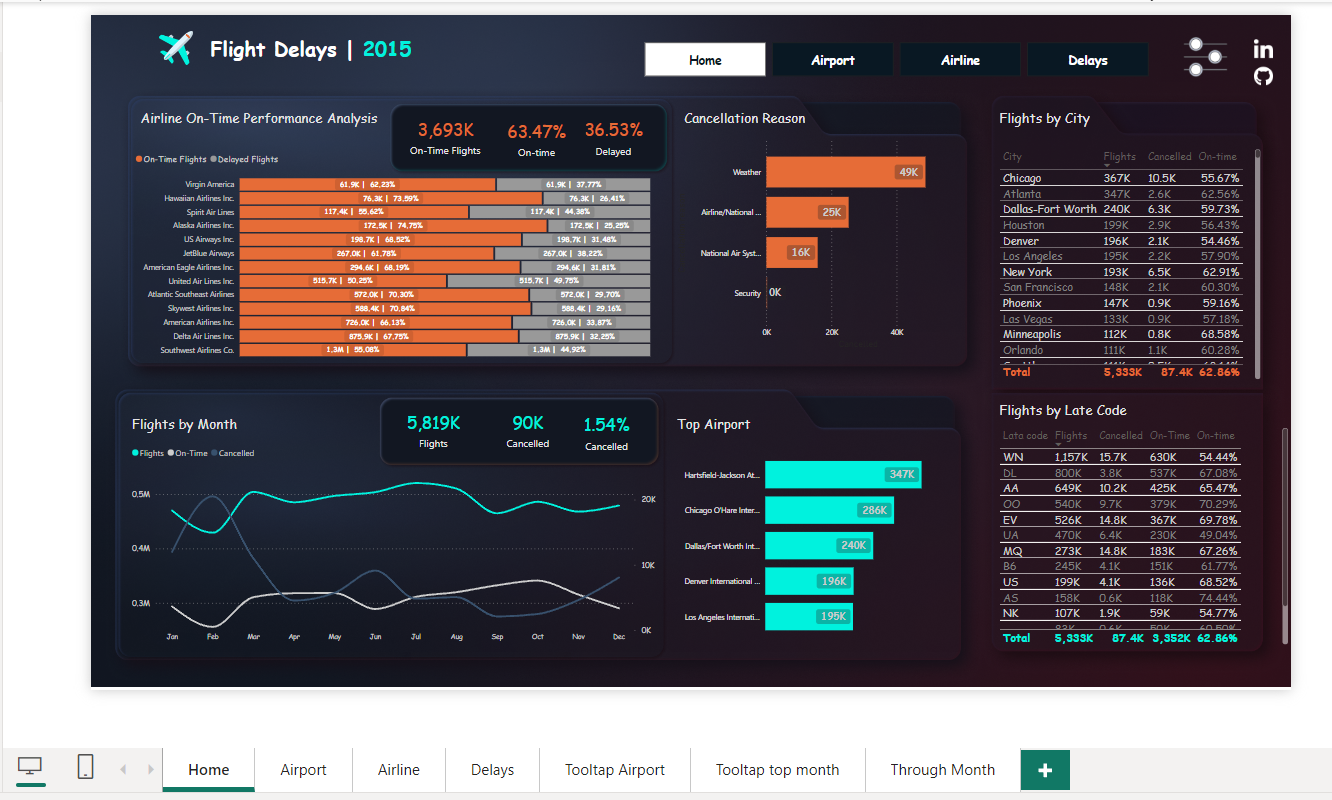 Flight Delays | 2015
Home Airport Airline Delays
in
Airline On-Time Performance Analysis
3,693K 63.47% 36.53%
On-Time Flights On-time Delayed
On-Time Flights Delayed Flights
Virgin America 61,9K | 62,23% 61,9K | 37,77%
Hawaiian Airlines Inc. 76,3K | 73,59% 76,3K | 26,41%
Spirit Air Lines 117,4K | 55,62% 117,4K | 44,38%
Alaska Airlines Inc. 172,5K | 74,75% 172,5K | 25,25%
US Airways Inc. 198,7K | 68,52% 198,7K | 31,48%
JetBlue Airways 267,0K | 61,78% 267,0K | 38,22%
American Eagle Airlines Inc. 294,6K | 68,19% 294,6K | 31,81%
United Air Lines Inc. 515,7K | 50,25% 515,7K | 49,75%
Atlantic Southeast Airlines 572,0K | 70,30% 572,0K | 29,70%
Skywest Airlines Inc. 588,4K | 70,84% 588,4K | 29,16%
American Airlines Inc. 726,0K | 66,13% 726,0K | 33,87%
Delta Air Lines Inc. 875,9K | 67,75% 875,9K | 32,25%
Southwest Airlines Co. 1,3M | 55,08% 1,3M | 44,92%
Cancellation Reason
Weather 49K
Airline/National ... 25K
National Air Syst... 16K
Security 0K
0K 20K 40K
Flights by City
City Flights Cancelled On-time
Chicago 367K 10.5K 55.67%
Atlanta 347K 2.6K 62.56%
Dallas-Fort Worth 240K 6.3K 59.73%
Houston 199K 2.9K 56.43%
Denver 196K 2.1K 54.46%
Los Angeles 195K 2.2K 57.90%
New York 193K 6.5K 62.91%
San Francisco 148K 2.1K 60.30%
Phoenix 147K 0.9K 59.16%
Las Vegas 133K 0.9K 57.18%
Minneapolis 112K 0.8K 68.58%
Orlando 111K 1.1K 60.28%
Total 5,333K 87.4K 62.86%
Flights by Month
5,819K 90K 1.54%
Flights Cancelled Cancelled
Flights On-Time Cancelled
0.5M 20K
0.4M 10K
0.3M 0K
Jan Feb Mar Apr May Jun Jul Aug Sep Oct Nov Dec
Top Airport
Hartsfield-Jackson At... 347K
Chicago O'Hare Inter... 286K
Dallas/Fort Worth Int... 240K
Denver International ... 196K
Los Angeles Internati... 195K
Flights by Late Code
Lata code Flights Cancelled On-Time On-time
WN 1,157K 15.7K 630K 54.44%
DL 800K 3.8K 537K 67.08%
AA 649K 10.2K 425K 65.47%
OO 540K 9.7K 379K 70.29%
EV 526K 14.8K 367K 69.78%
UA 470K 6.4K 230K 49.04%
MQ 273K 14.8K 183K 67.26%
B6 245K 4.1K 151K 61.77%
US 199K 4.1K 136K 68.52%
AS 158K 0.6K 118K 74.44%
NK 107K 1.9K 59K 54.77%
Total 5,333K 87.4K 3,352K 62.86%
Home Airport Airline Delays Tooltap Airport Tooltap top month Through Month +